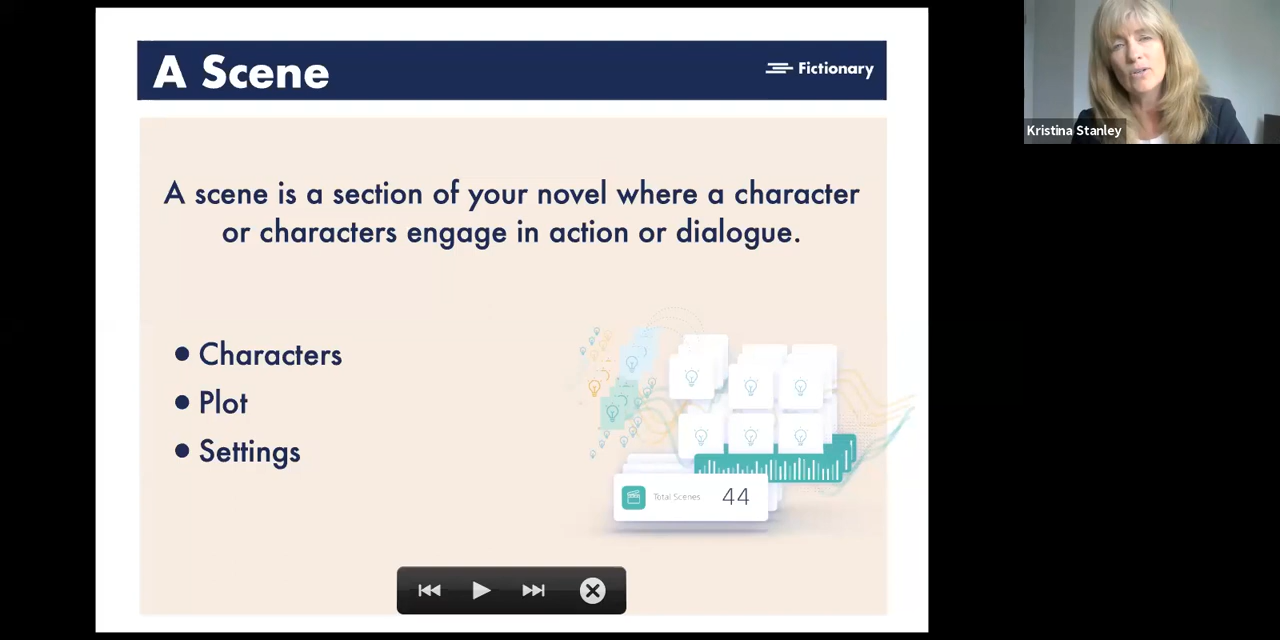 A Scene
Fictionary
A scene is a section of your novel where a character
or characters engage in action or dialogue.
Characters
Plot
Settings
Total Scenes 44
Kristina Stanley